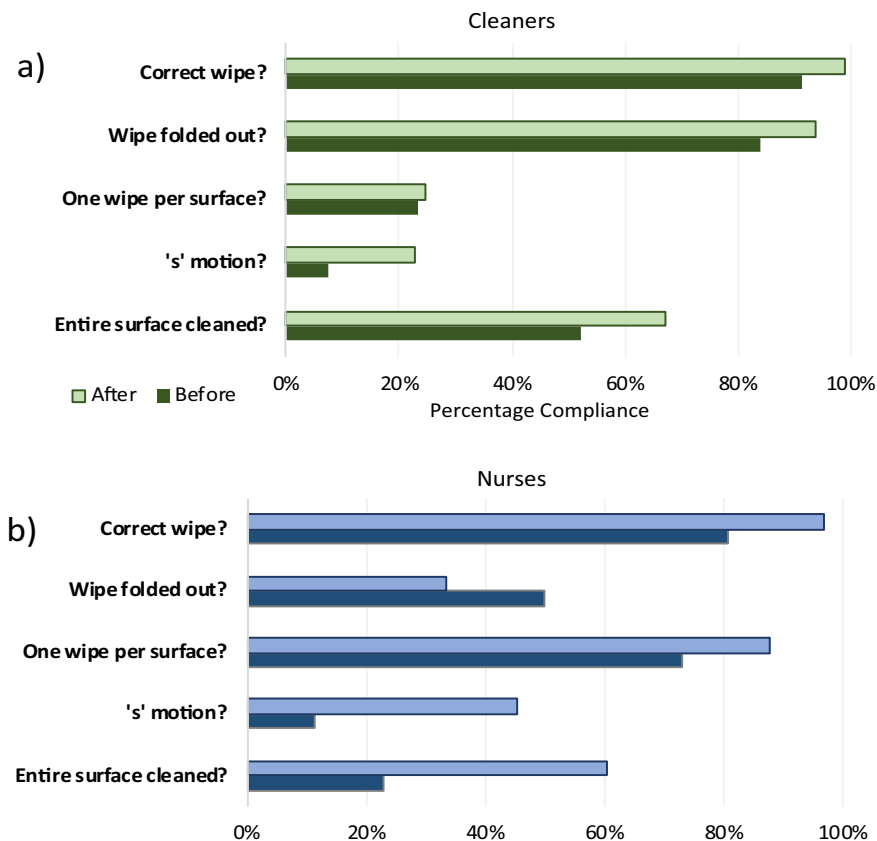 Cleaners
a)
Correct wipe?
Wipe folded out?
One wipe per surface?
's' motion?
Entire surface cleaned?
0% 20% 40% 60% 80% 100%
After Before
Percentage Compliance
Nurses
b)
Correct wipe?
Wipe folded out?
One wipe per surface?
's' motion?
Entire surface cleaned?
0% 20% 40% 60% 80% 100%